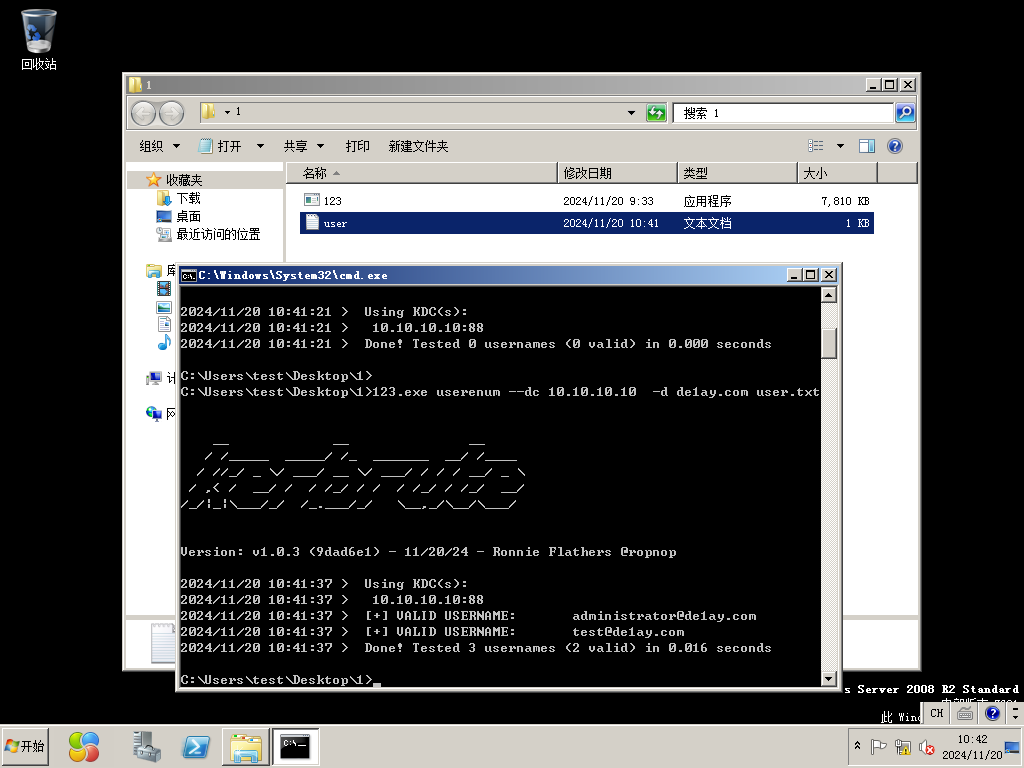 回收站
1
1
搜索 1
组织
打开
共享
打印
新建文件夹
名称
修改日期
类型
大小
收藏夹
下载
桌面
最近访问的位置
库
123
2024/11/20 9:33
应用程序
7,810 KB
user
2024/11/20 10:41
文本文档
1 KB
C:\Windows\System32\cmd.exe
2024/11/20 10:41:21 >  Using KDC(s):
2024/11/20 10:41:21 >   10.10.10.10:88
2024/11/20 10:41:21 >  Done! Tested 0 usernames (0 valid) in 0.000 seconds
C:\Users\test\Desktop\1>
C:\Users\test\Desktop\1>123.exe userenum --dc 10.10.10.10  -d de1ay.com user.txt
kerbrute
Version: v1.0.3 (9dad6e1) - 11/20/24 - Ronnie Flathers @ropnop
2024/11/20 10:41:37 >  Using KDC(s):
2024/11/20 10:41:37 >   10.10.10.10:88
2024/11/20 10:41:37 >  [+] VALID USERNAME:       administrator@de1ay.com
2024/11/20 10:41:37 >  [+] VALID USERNAME:       test@de1ay.com
2024/11/20 10:41:37 >  Done! Tested 3 usernames (2 valid) in 0.016 seconds
C:\Users\test\Desktop\1>
s Server 2008 R2 Standard
此 Wind
CH
开始
10:42
2024/11/20